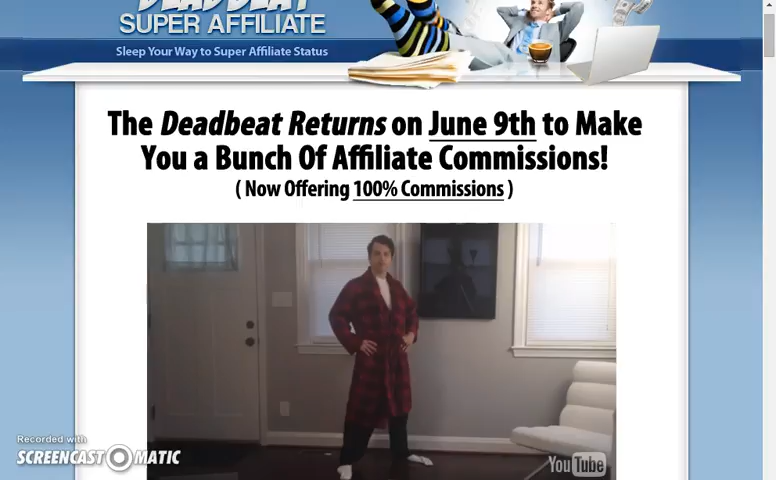 DEADBEAT
SUPER AFFILIATE
Sleep Your Way to Super Affiliate Status
The Deadbeat Returns on June 9th to Make
You a Bunch Of Affiliate Commissions!
( Now Offering 100% Commissions )
YouTube
Recorded with
SCREENCAST-O-MATIC